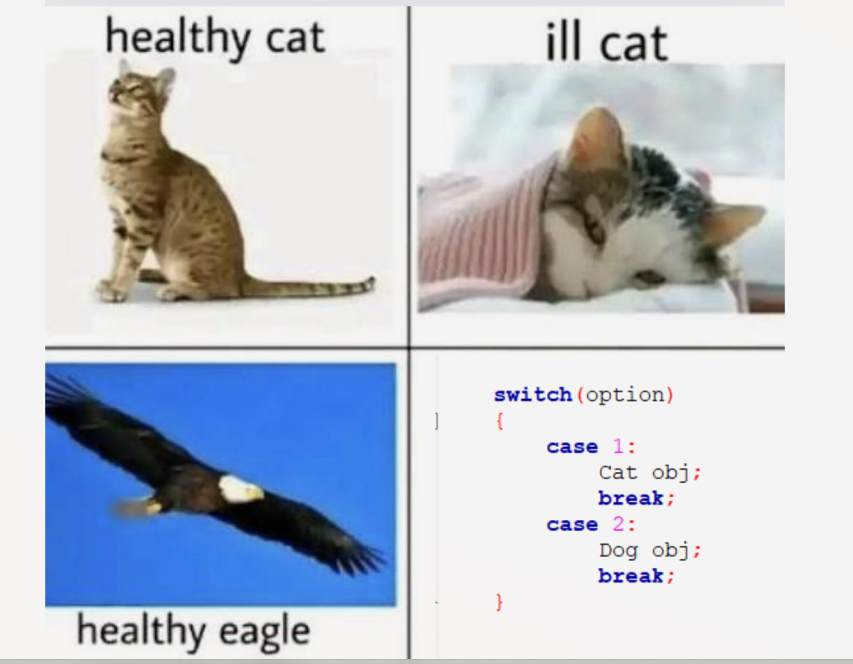 healthy cat
ill cat
healthy eagle
switch(option)
{
case 1:
Cat obj;
break;
case 2:
Dog obj;
break;
}